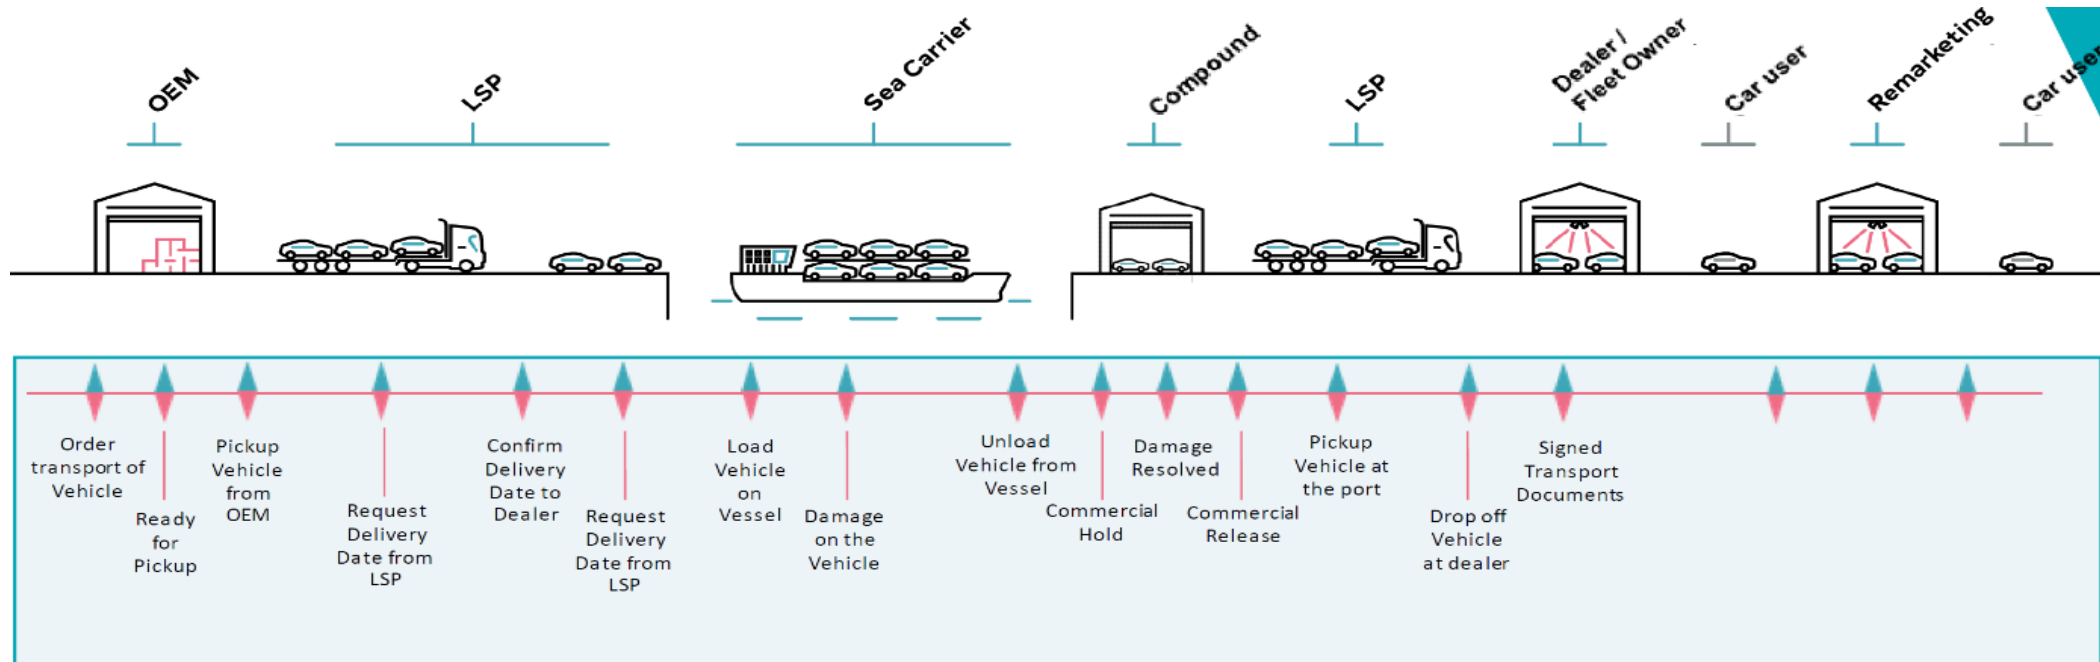 OEM
LSP
Sea Carrier
Compound
LSP
Dealer /
Fleet Owner
Car user
Remarketing
Car user
Order
transport of
Vehicle
Ready
for
Pickup
Pickup
Vehicle
from
OEM
Request
Delivery
Date from
LSP
Confirm
Delivery
Date to
Dealer
Request
Delivery
Date from
LSP
Load
Vehicle
on
Vessel
Damage
on the
Vehicle
Unload
Vehicle from
Vessel
Commercial
Hold
Damage
Resolved
Commercial
Release
Pickup
Vehicle at
the port
Drop off
Vehicle
at dealer
Signed
Transport
Documents